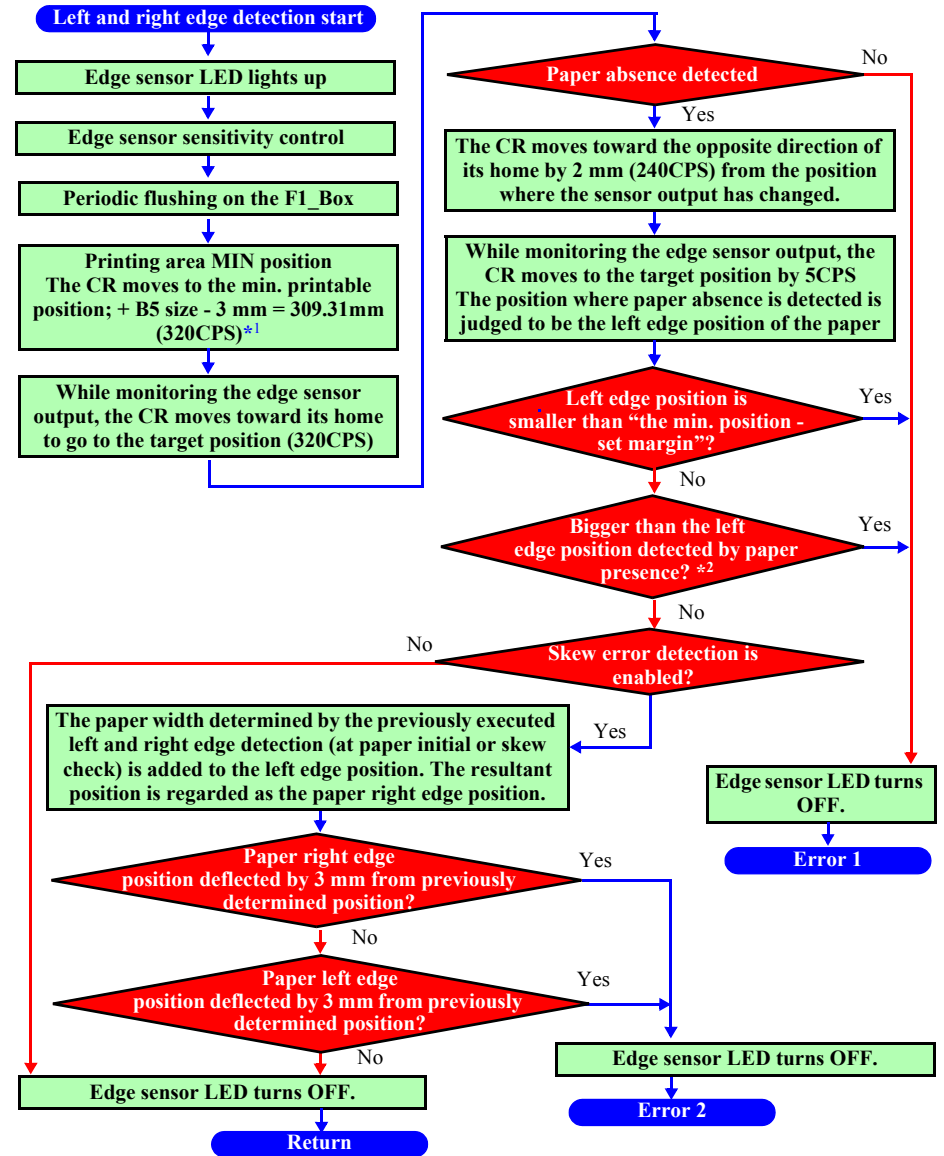 Left and right edge detection start
Edge sensor LED lights up
Edge sensor sensitivity control
Periodic flushing on the F1_Box
Printing area MIN position
The CR moves to the min. printable
position; + B5 size - 3 mm = 309.31mm
(320CPS)*1
While monitoring the edge sensor
output, the CR moves toward its home
to go to the target position (320CPS)
Paper absence detected
No
Yes
The CR moves toward the opposite direction of
its home by 2 mm (240CPS) from the position
where the sensor output has changed.
While monitoring the edge sensor output, the
CR moves to the target position by 5CPS
The position where paper absence is detected is
judged to be the left edge position of the paper
Left edge position is
smaller than “the min. position -
set margin”?
Yes
No
Bigger than the left
edge position detected by paper
presence? *2
Yes
No
Skew error detection is
enabled?
No
Yes
The paper width determined by the previously executed
left and right edge detection (at paper initial or skew
check) is added to the left edge position. The resultant
position is regarded as the paper right edge position.
Edge sensor LED turns
OFF.
Error 1
Paper right edge
position deflected by 3 mm from previously
determined position?
Yes
No
Paper left edge
position deflected by 3 mm from previously
determined position?
Yes
No
Edge sensor LED turns OFF.
Error 2
Edge sensor LED turns OFF.
Return